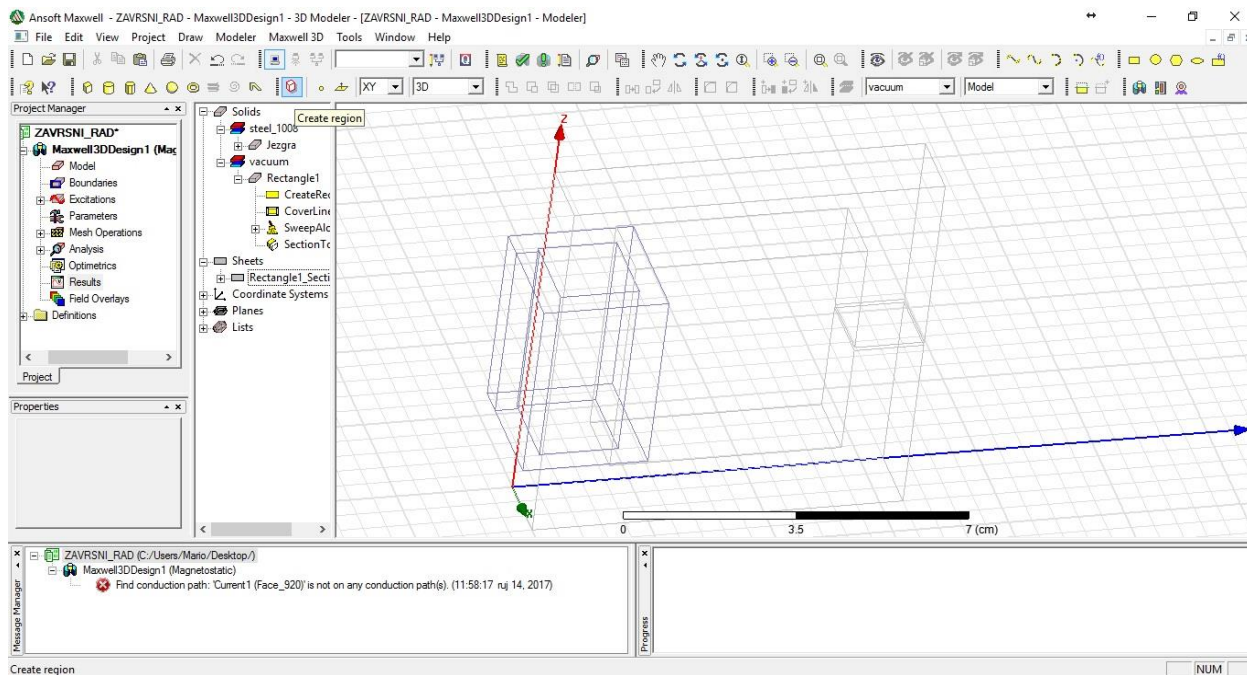 Ansoft Maxwell - ZAVRSNI_RAD - Maxwell3DDesign1 - 3D Modeler - [ZAVRSNI_RAD - Maxwell3DDesign1 - Modeler]
File Edit View Project Draw Modeler Maxwell 3D Tools Window Help
XY 3D vacuum Model
Project Manager
ZAVRSNI_RAD*
Maxwell3DDesign1 (Mag
Model
Boundaries
Excitations
Parameters
Mesh Operations
Analysis
Optimetrics
Results
Field Overlays
Definitions
Project
Properties
Solids
Create region
steel_1008
Jezgra
vacuum
Rectangle1
CreateRec
CoverLine
SweepAlo
SectionTo
Sheets
Rectangle1_Secti
Coordinate Systems
Planes
Lists
Z
X
0 3.5 7 (cm)
Message Manager
ZAVRSNI_RAD (C:/Users/Mario/Desktop/)
Maxwell3DDesign1 (Magnetostatic)
Find conduction path: 'Current1 (Face_920)' is not on any conduction path(s). (11:58:17 ruj 14, 2017)
Progress
Create region
NUM